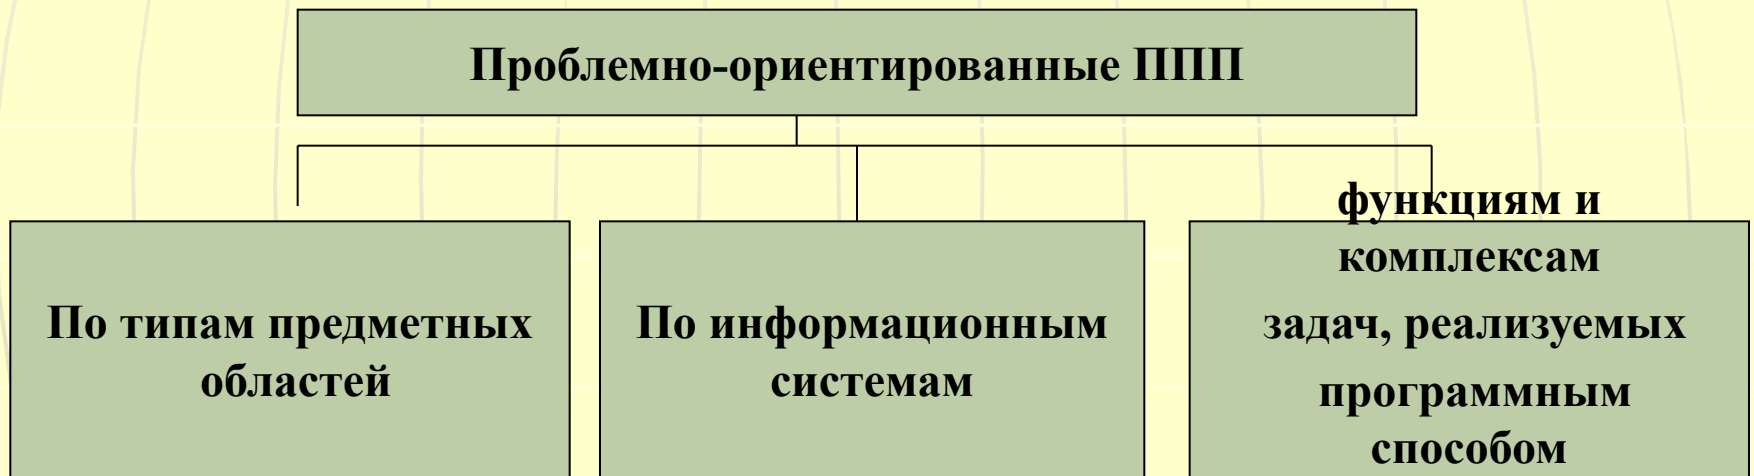 Проблемно-ориентированные ППП
По типам предметных
областей
По информационным
системам
функциям и
комплексам
задач, реализуемых
программным
способом